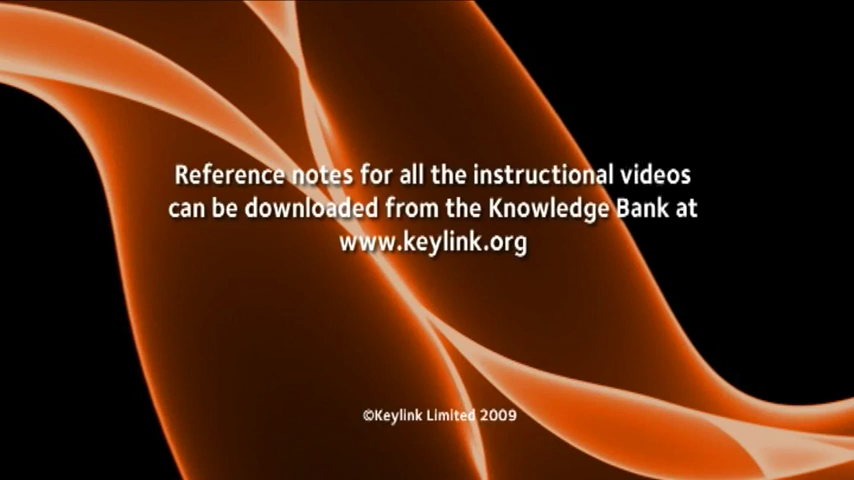 Reference notes for all the instructional videos
can be downloaded from the Knowledge Bank at
www.keylink.org
©Keylink Limited 2009